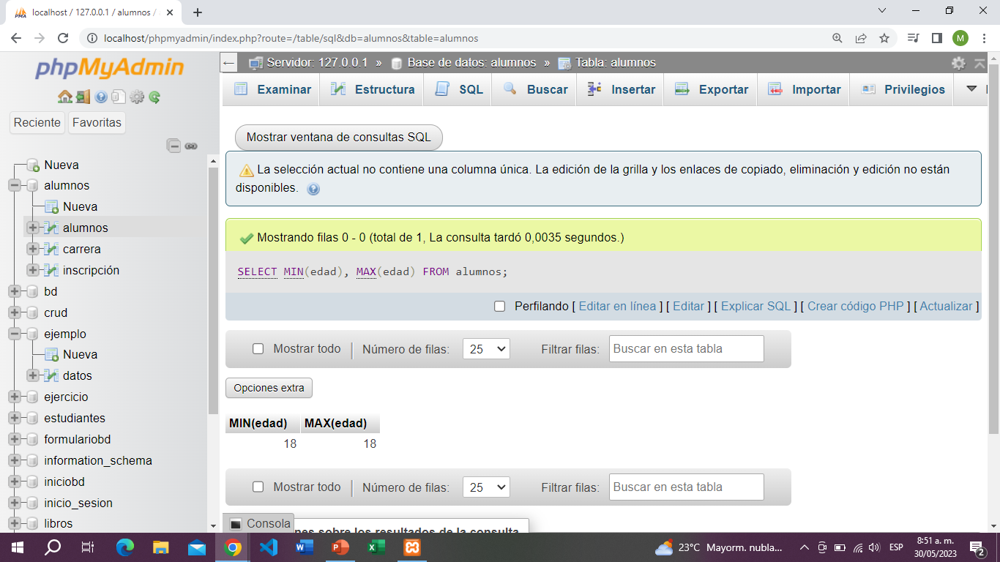 localhost / 127.0.0.1 / alumnos /
localhost/phpmyadmin/index.php?route=/table/sql&db=alumnos&table=alumnos
M
phpMyAdmin
Reciente Favoritas
Nueva
alumnos
Nueva
alumnos
carrera
inscripción
bd
crud
ejemplo
Nueva
datos
ejercicio
estudiantes
formulariobd
information_schema
iniciobd
inicio_sesion
libros
Servidor: 127.0.0.1 » Base de datos: alumnos » Tabla: alumnos
Examinar Estructura SQL Buscar Insertar Exportar Importar Privilegios
Mostrar ventana de consultas SQL
La selección actual no contiene una columna única. La edición de la grilla y los enlaces de copiado, eliminación y edición no están
disponibles.
Mostrando filas 0 - 0 (total de 1, La consulta tardó 0,0035 segundos.)
SELECT MIN(edad), MAX(edad) FROM alumnos;
Perfilando [ Editar en línea ] [ Editar ] [ Explicar SQL ] [ Crear código PHP ] [ Actualizar ]
Mostrar todo Número de filas: 25 Filtrar filas: Buscar en esta tabla
Opciones extra
MIN(edad) MAX(edad)
18 18
Mostrar todo Número de filas: 25 Filtrar filas: Buscar en esta tabla
Consola
sobre los resultados de la consulta
23°C Mayorm. nubla... ESP
8:51 a. m.
30/05/2023
2